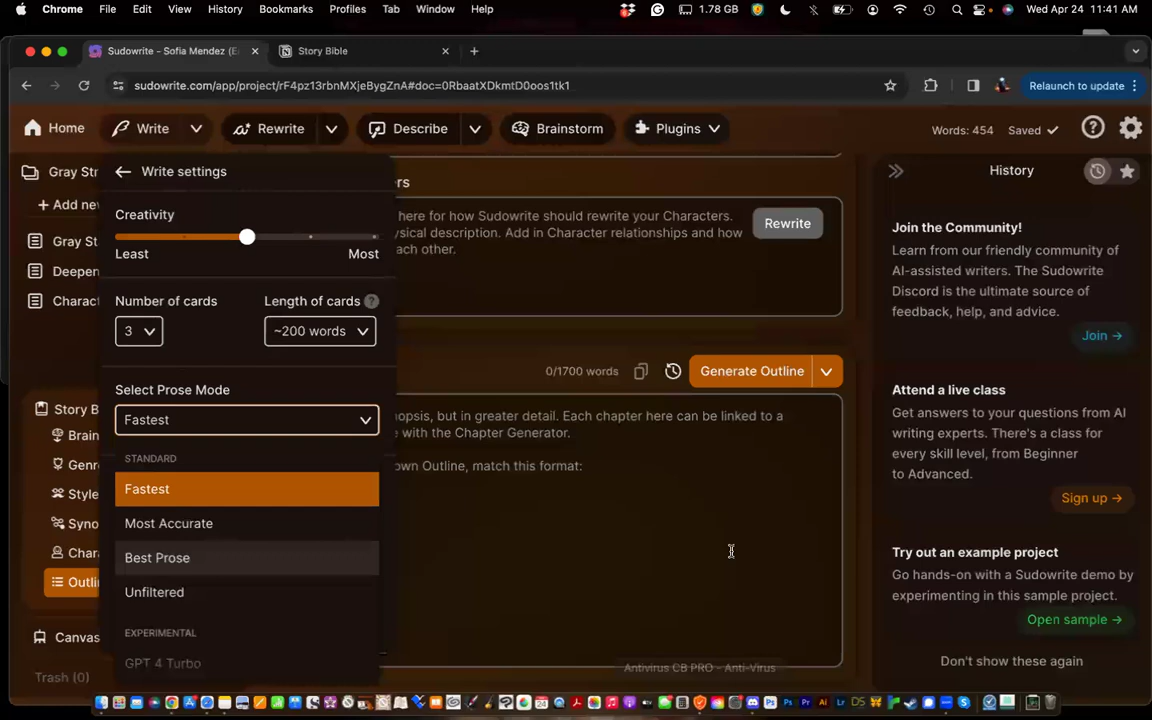 Chrome File Edit View History Bookmarks Profiles Tab Window Help 1.78 GB Wed Apr 24 11:41 AM
Sudowrite - Sofia Mendez (E
Story Bible
sudowrite.com/app/project/rF4pz13rbnMXjeBygZnA#doc=0RbaatXDkmtD0oos1tk1
Relaunch to update
Home Write Rewrite Describe Brainstorm Plugins Words: 454 Saved
Gray St
Write settings
History
ers
Add new
Creativity
here for how Sudowrite should rewrite your Characters.
ysical description. Add in Character relationships and how
each other.
Rewrite
Join the Community!
Learn from our friendly community of
AI-assisted writers. The Sudowrite
Discord is the ultimate source of
feedback, help, and advice.
Join →
Gray St
Least Most
Deepen
Charact
Number of cards Length of cards
3 ~200 words
0/1700 words
Generate Outline
Select Prose Mode
Attend a live class
Get answers to your questions from AI
writing experts. There's a class for
every skill level, from Beginner
to Advanced.
Sign up →
Story B
Fastest
nopsis, but in greater detail. Each chapter here can be linked to a
e with the Chapter Generator.
Brain
STANDARD
own Outline, match this format:
Genr
Fastest
Style
Most Accurate
Syno
Best Prose
Chara
Try out an example project
Go hands-on with a Sudowrite demo by
experimenting in this sample project.
Open sample →
Outli
Unfiltered
Canvas
EXPERIMENTAL
GPT 4 Turbo
Antivirus CB PRO - Anti-Virus
Don't show these again
Trash (0)